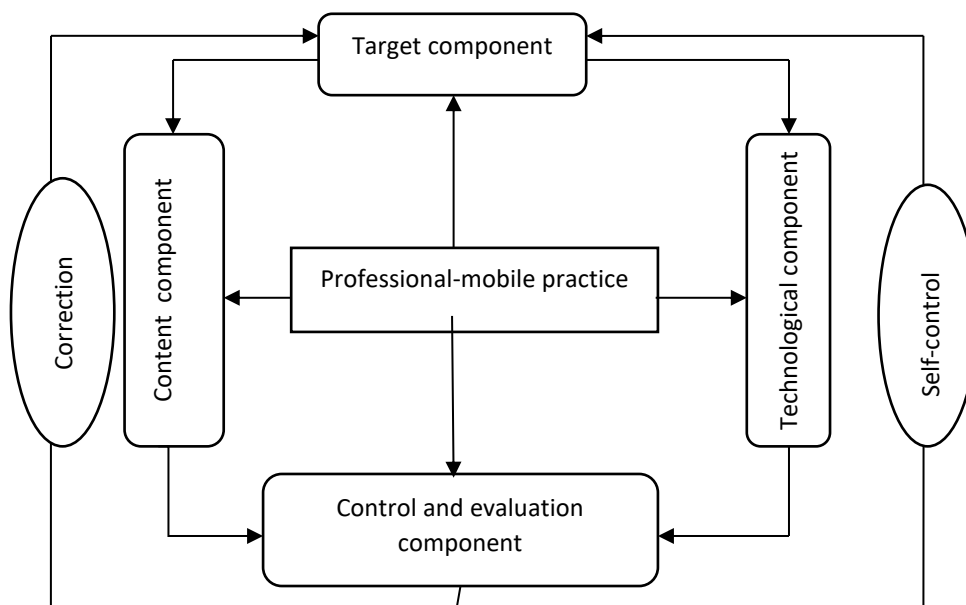 Target component
Correction
Content component
Professional-mobile practice
Technological component
Self-control
Control and evaluation
component